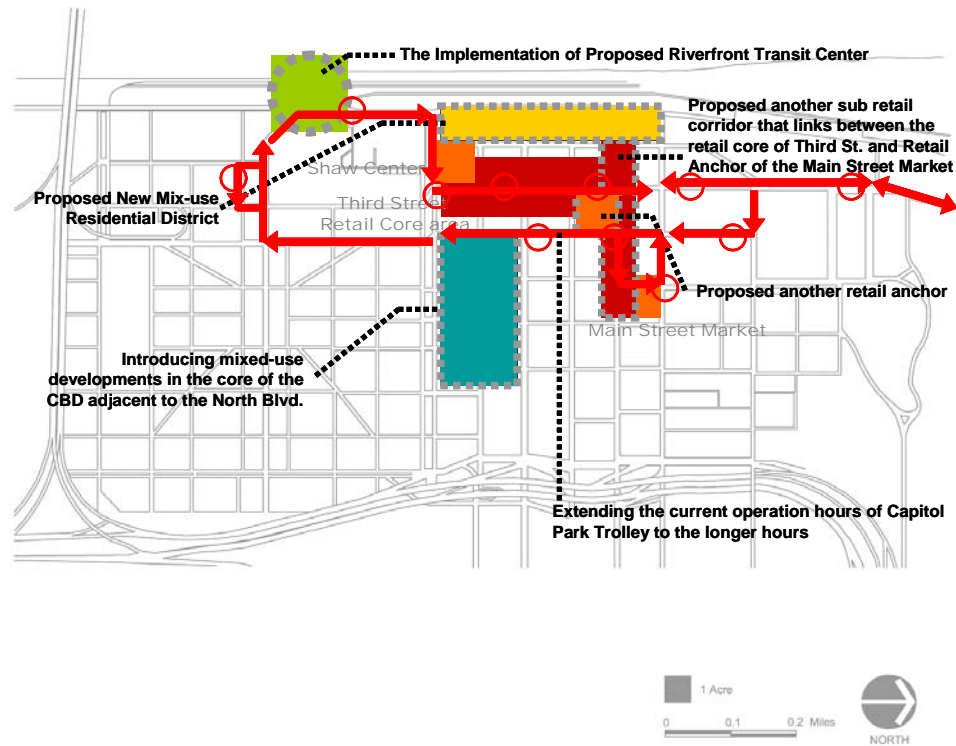 The Implementation of Proposed Riverfront Transit Center
Proposed another sub retail
corridor that links between the
retail core of Third St. and Retail
Anchor of the Main Street Market
Shaw Center
Proposed New Mix-use
Residential District
Third Street
Retail Core area
Proposed another retail anchor
Main Street Market
Introducing mixed-use
developments in the core of the
CBD adjacent to the North Blvd.
Extending the current operation hours of Capitol
Park Trolley to the longer hours
1 Acre
0 0.1 0.2 Miles
NORTH